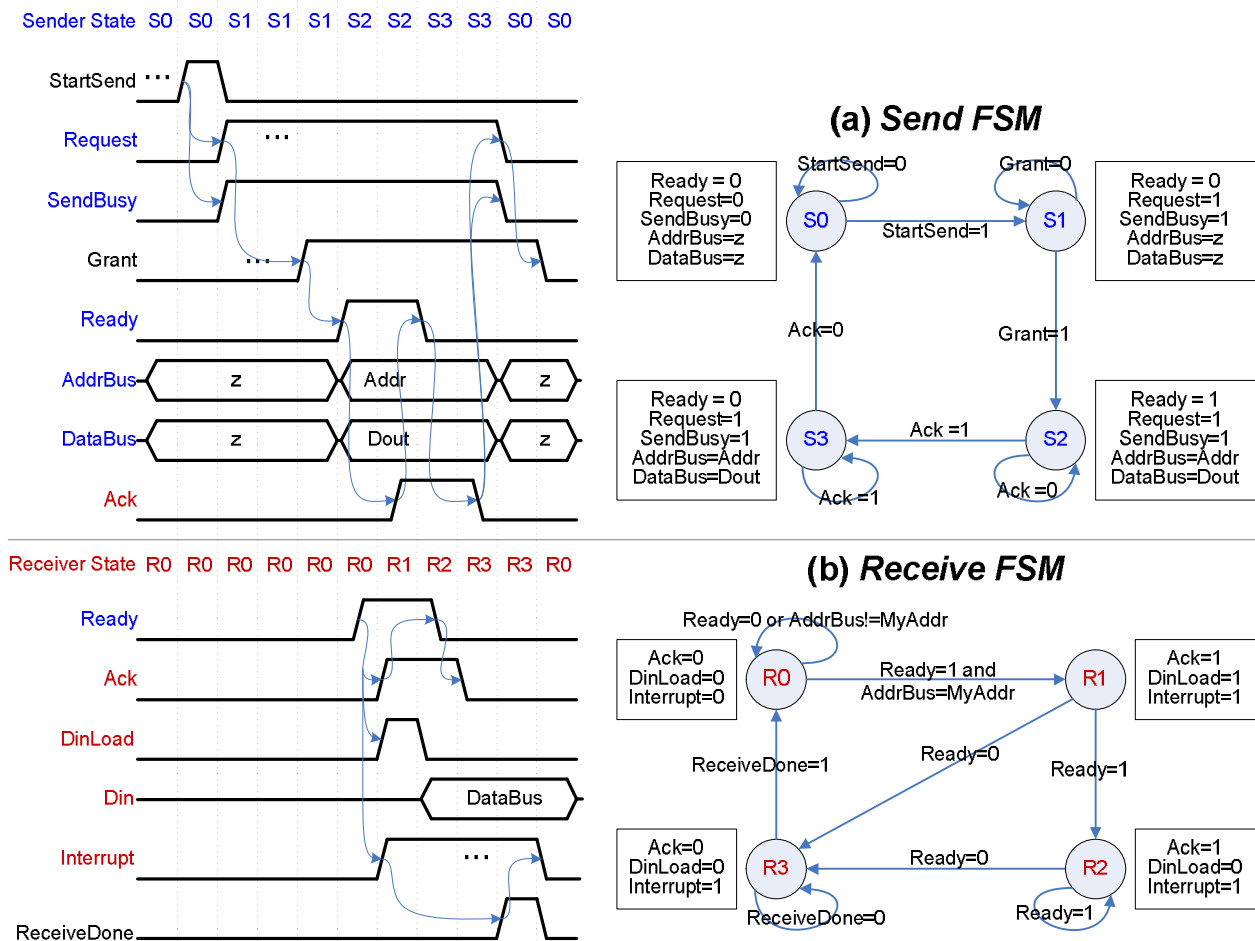 Sender State S0 S0 S1 S1 S1 S2 S2 S3 S3 S0 S0
StartSend ...
Request ...
SendBusy
Grant ...
Ready
AddrBus z Addr z
DataBus z Dout z
Ack
(a) Send FSM
StartSend=0
Grant=0
Ready = 0
Request=0
SendBusy=0
AddrBus=z
DataBus=z
S0
StartSend=1
S1
Ready = 0
Request=1
SendBusy=1
AddrBus=z
DataBus=z
Ack=0
Grant=1
Ready = 0
Request=1
SendBusy=1
AddrBus=Addr
DataBus=Dout
S3
Ack =1
S2
Ready = 1
Request=1
SendBusy=1
AddrBus=Addr
DataBus=Dout
Ack =1
Ack =0
Receiver State R0 R0 R0 R0 R0 R0 R1 R2 R3 R3 R0
Ready
Ack
DinLoad
Din DataBus
Interrupt ...
ReceiveDone
(b) Receive FSM
Ready=0 or AddrBus!=MyAddr
Ack=0
DinLoad=0
Interrupt=0
R0
Ready=1 and
AddrBus=MyAddr
R1
Ack=1
DinLoad=1
Interrupt=1
ReceiveDone=1
Ready=0
Ready=1
Ack=0
DinLoad=0
Interrupt=1
R3
Ready=0
R2
Ack=1
DinLoad=0
Interrupt=1
ReceiveDone=0
Ready=1